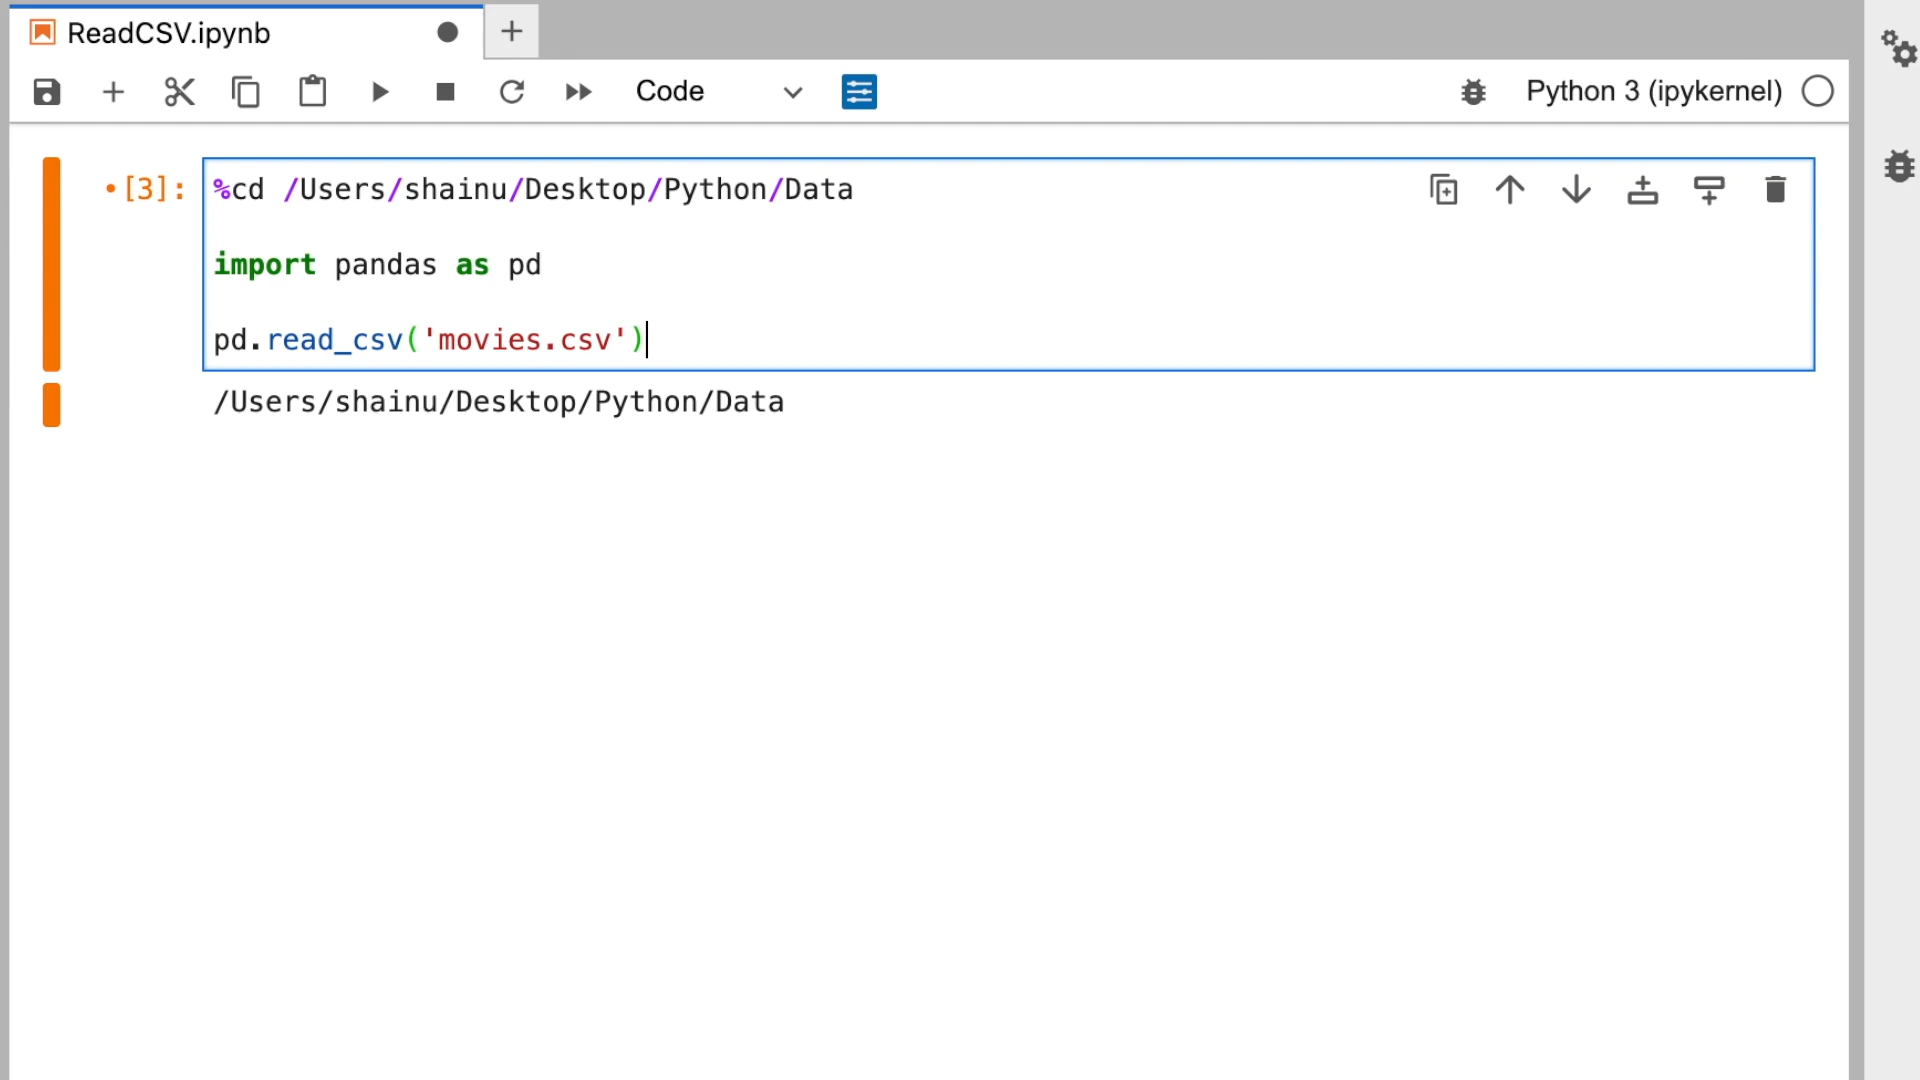 ReadCSV.ipynb
Code
Python 3 (ipykernel)
[3]: %cd /Users/shainu/Desktop/Python/Data
import pandas as pd
pd.read_csv('movies.csv')
/Users/shainu/Desktop/Python/Data